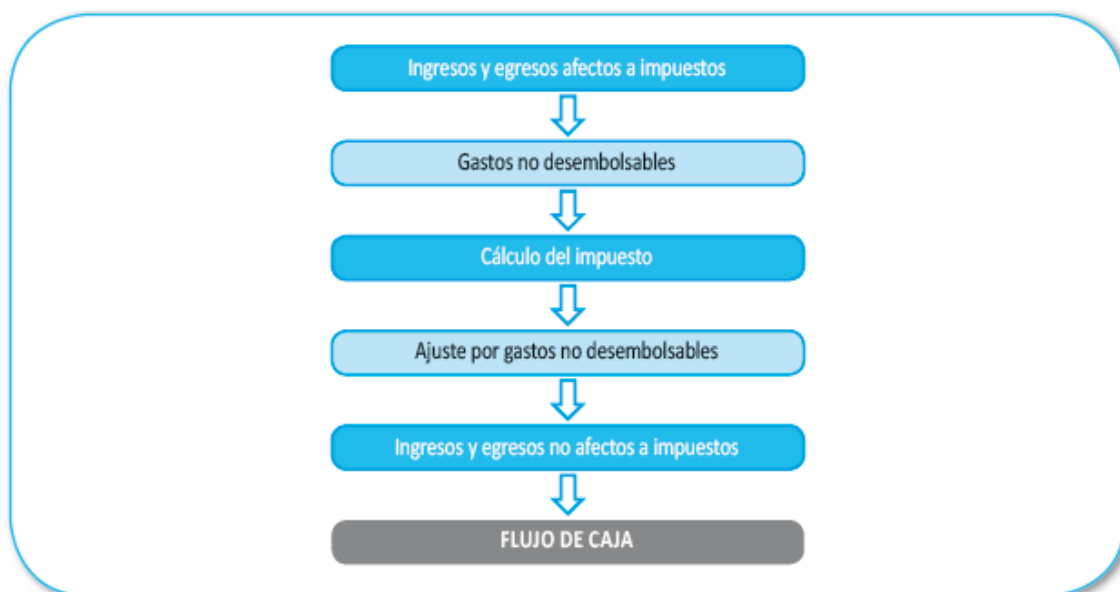 Ingresos y egresos afectos a impuestos
Gastos no desembolsables
Cálculo del impuesto
Ajuste por gastos no desembolsables
Ingresos y egresos no afectos a impuestos
FLUJO DE CAJA